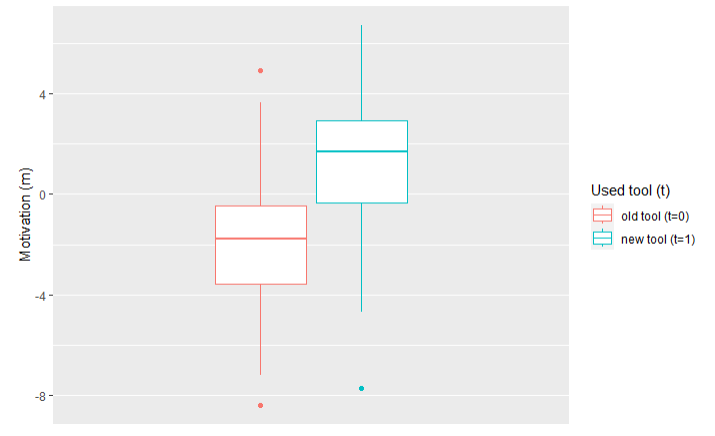 Motivation (m)
4
0
-4
-8
Used tool (t)
old tool (t=0)
new tool (t=1)